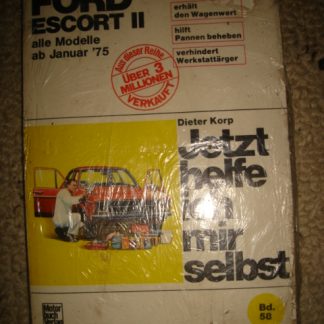 FORD
ESCORT II
alle Modelle
ab Januar '75
erhält
den Wagenwert
hilft
Pannen beheben
verhindert
Werkstattärger
Aus dieser Reihe
ÜBER 3
MILLIONEN
VERKAUFT
Dieter Korp
Jetzt
helfe
ich
mir
selbst
Motor
buch
Verlag
Bd.
58